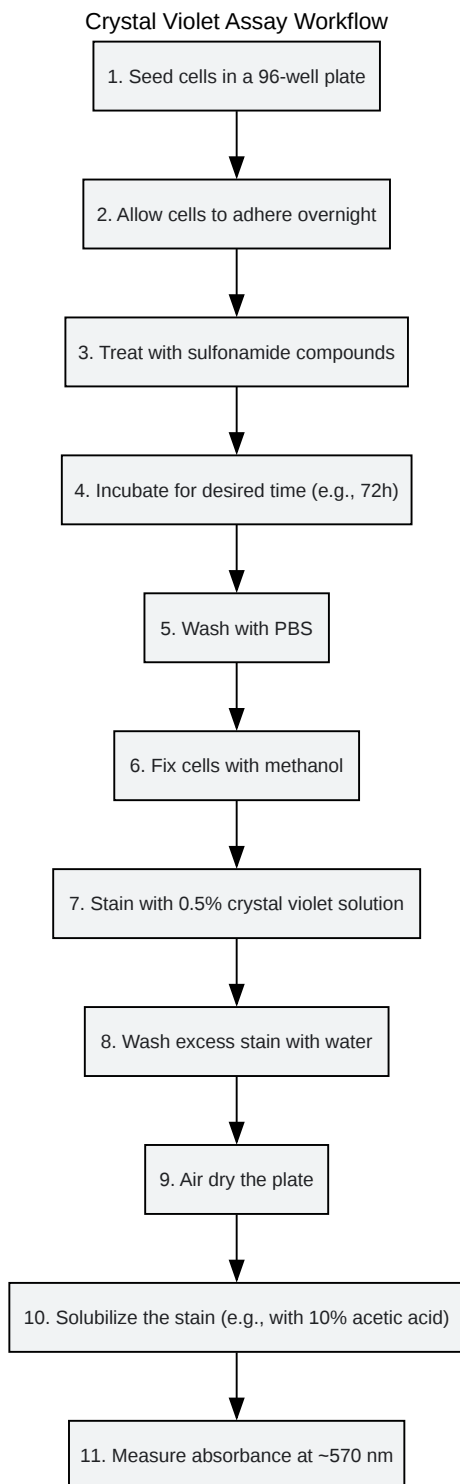 Crystal Violet Assay Workflow
1. Seed cells in a 96-well plate
2. Allow cells to adhere overnight
3. Treat with sulfonamide compounds
4. Incubate for desired time (e.g., 72h)
5. Wash with PBS
6. Fix cells with methanol
7. Stain with 0.5% crystal violet solution
8. Wash excess stain with water
9. Air dry the plate
10. Solubilize the stain (e.g., with 10% acetic acid)
11. Measure absorbance at ~570 nm